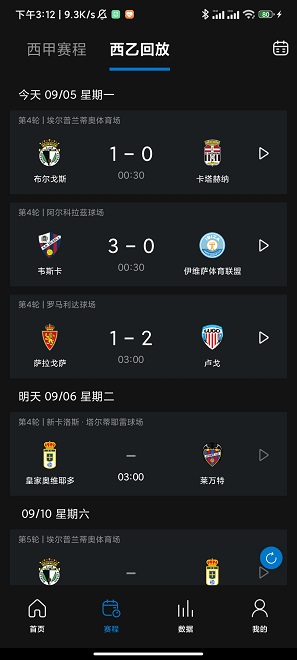 下午3:12 | 9.3K/s
80
西甲赛程 西乙回放
今天 09/05 星期一
第4轮 | 埃尔普兰蒂奥体育场
1 - 0
00:30
布尔戈斯 卡塔赫纳
第4轮 | 阿尔科拉兹球场
3 - 0
00:30
韦斯卡 伊维萨体育联盟
第4轮 | 罗马利达球场
1 - 2
03:00
萨拉戈萨 卢戈
明天 09/06 星期二
第4轮 | 新卡洛斯 · 塔尔蒂耶雷球场
-
03:00
皇家奥维耶多 莱万特
09/10 星期六
第5轮 | 埃尔普兰蒂奥体育场
-
首页 赛程 数据 我的